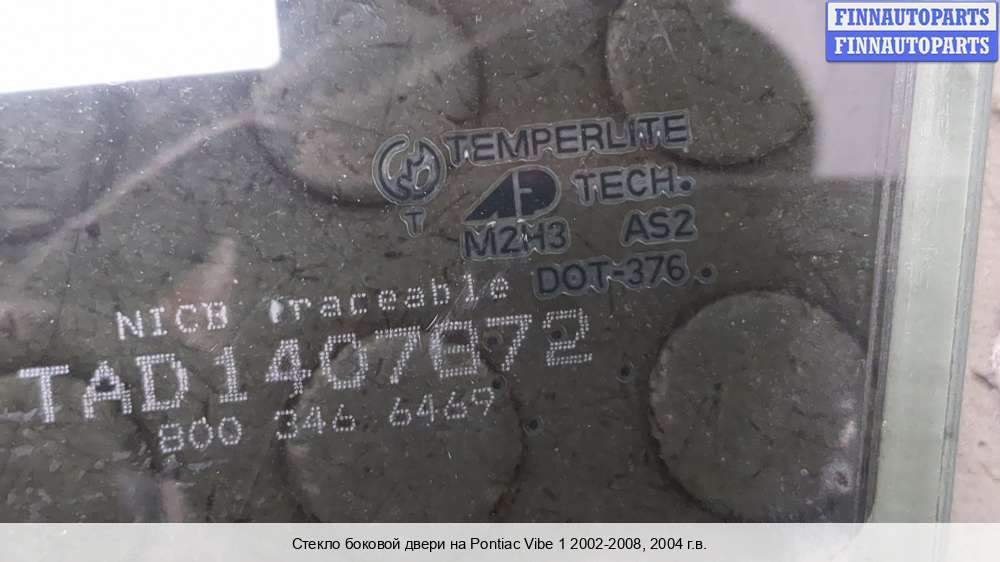 FINNAUTOPARTS
FINNAUTOPARTS
TEMPERLITE
T
AP TECH.
M2H3 AS2
DOT-376
NICB Traceable
TAD1407872
800 346 6469
Стекло боковой двери на Pontiac Vibe 1 2002-2008, 2004 г.в.